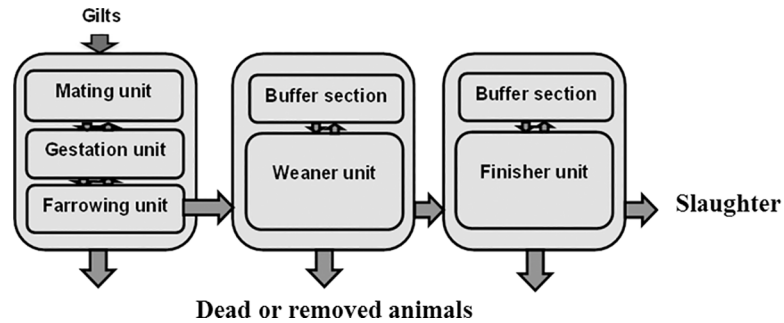 Gilts
Mating unit
Gestation unit
Farrowing unit
Buffer section
Weaner unit
Buffer section
Finisher unit
Slaughter
Dead or removed animals